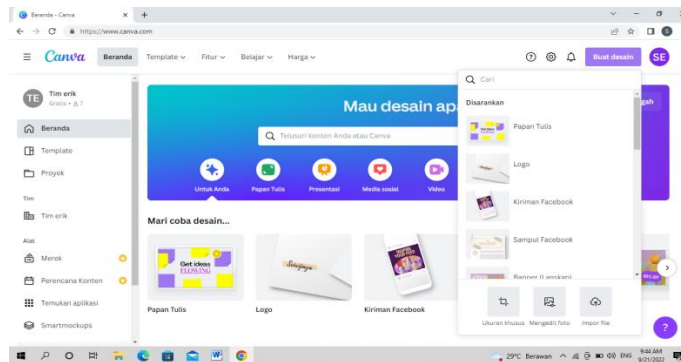 Beranda - Canva
https://www.canva.com
Canva Beranda Template Fitur Belajar Harga Buat desain SE
TE Tim erik
Gratis • 7
Beranda
Template
Proyek
Tim
Tim erik
Alat
Merek
Perencana Konten
Temukan aplikasi
Smartmockups
Mau desain ap
gah
Telusuri konten Anda atau Canva
Untuk Anda Papan Tulis Presentasi Media sosial Video
Mari coba desain...
Get ideas
FLOWING
Papan Tulis Logo Kiriman Facebook
Cari
Disarankan
Papan Tulis
Logo
Kiriman Facebook
Sampul Facebook
Banner (Lanskap)
Ukuran khusus Mengedit foto Impor file
?
29°C Berawan ENG 9:44 AM
9/21/2022